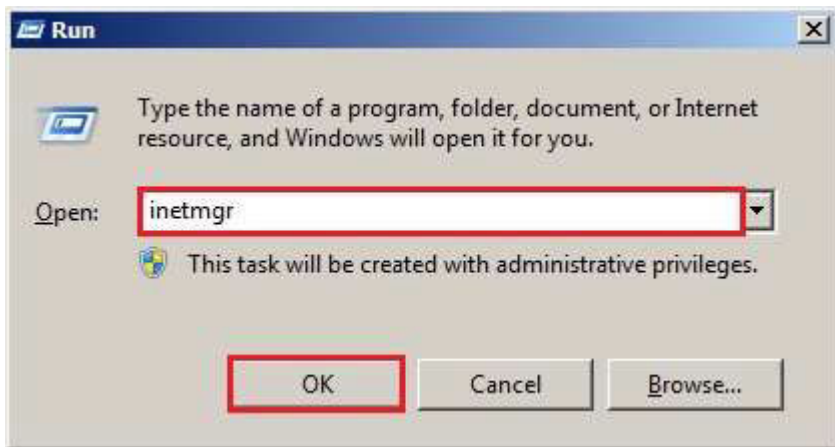 Run
Type the name of a program, folder, document, or Internet
resource, and Windows will open it for you.
Open: inetmgr
This task will be created with administrative privileges.
OK Cancel Browse...